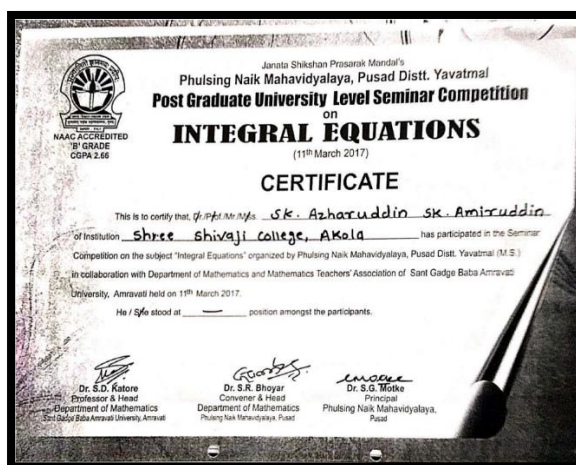 Janata Shikshan Prasarak Mandal's
Phulsing Naik Mahavidyalaya, Pusad Distt. Yavatmal
Post Graduate University Level Seminar Competition
on
INTEGRAL EQUATIONS
(11th March 2017)
NAAC ACCREDITED
'B' GRADE
CGPA 2.66
CERTIFICATE
This is to certify that, Dr./Prof./Mr./Ms. SK. Azharuddin SK. Amiruddin
of Institution Shree Shivaji College, Akola has participated in the Seminar
Competition on the subject "Integral Equations" organized by Phulsing Naik Mahavidyalaya, Pusad Distt. Yavatmal (M.S.)
in collaboration with Department of Mathematics and Mathematics Teachers' Association of Sant Gadge Baba Amravati
University, Amravati held on 11th March 2017.
He / She stood at — position amongst the participants.
Dr. S.D. Katore
Professor & Head
Department of Mathematics
Sant Gadge Baba Amravati University, Amravati
Dr. S.R. Bhoyar
Convener & Head
Department of Mathematics
Phulsing Naik Mahavidyalaya, Pusad
Dr. S.G. Motke
Principal
Phulsing Naik Mahavidyalaya,
Pusad